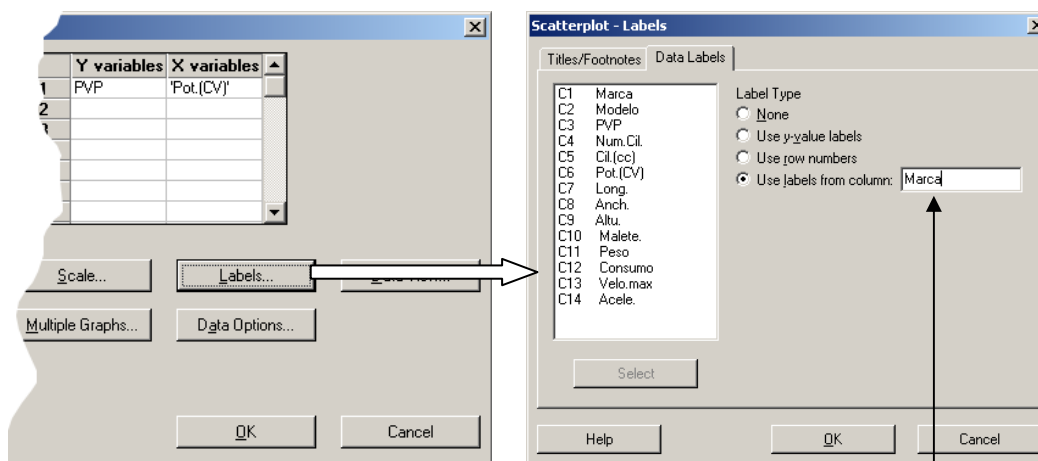 Y variables X variables
1 PVP 'Pot.(CV)'
2
3
Scale... Labels...
Multiple Graphs... Data Options...
OK Cancel
Scatterplot - Labels
Titles/Footnotes Data Labels
C1 Marca
C2 Modelo
C3 PVP
C4 Num.Cil.
C5 Cil.(cc)
C6 Pot.(CV)
C7 Long.
C8 Anch.
C9 Altu.
C10 Malete.
C11 Peso
C12 Consumo
C13 Velo.max
C14 Acele.
Select
Label Type
None
Use y-value labels
Use row numbers
Use labels from column: Marca
Help OK Cancel